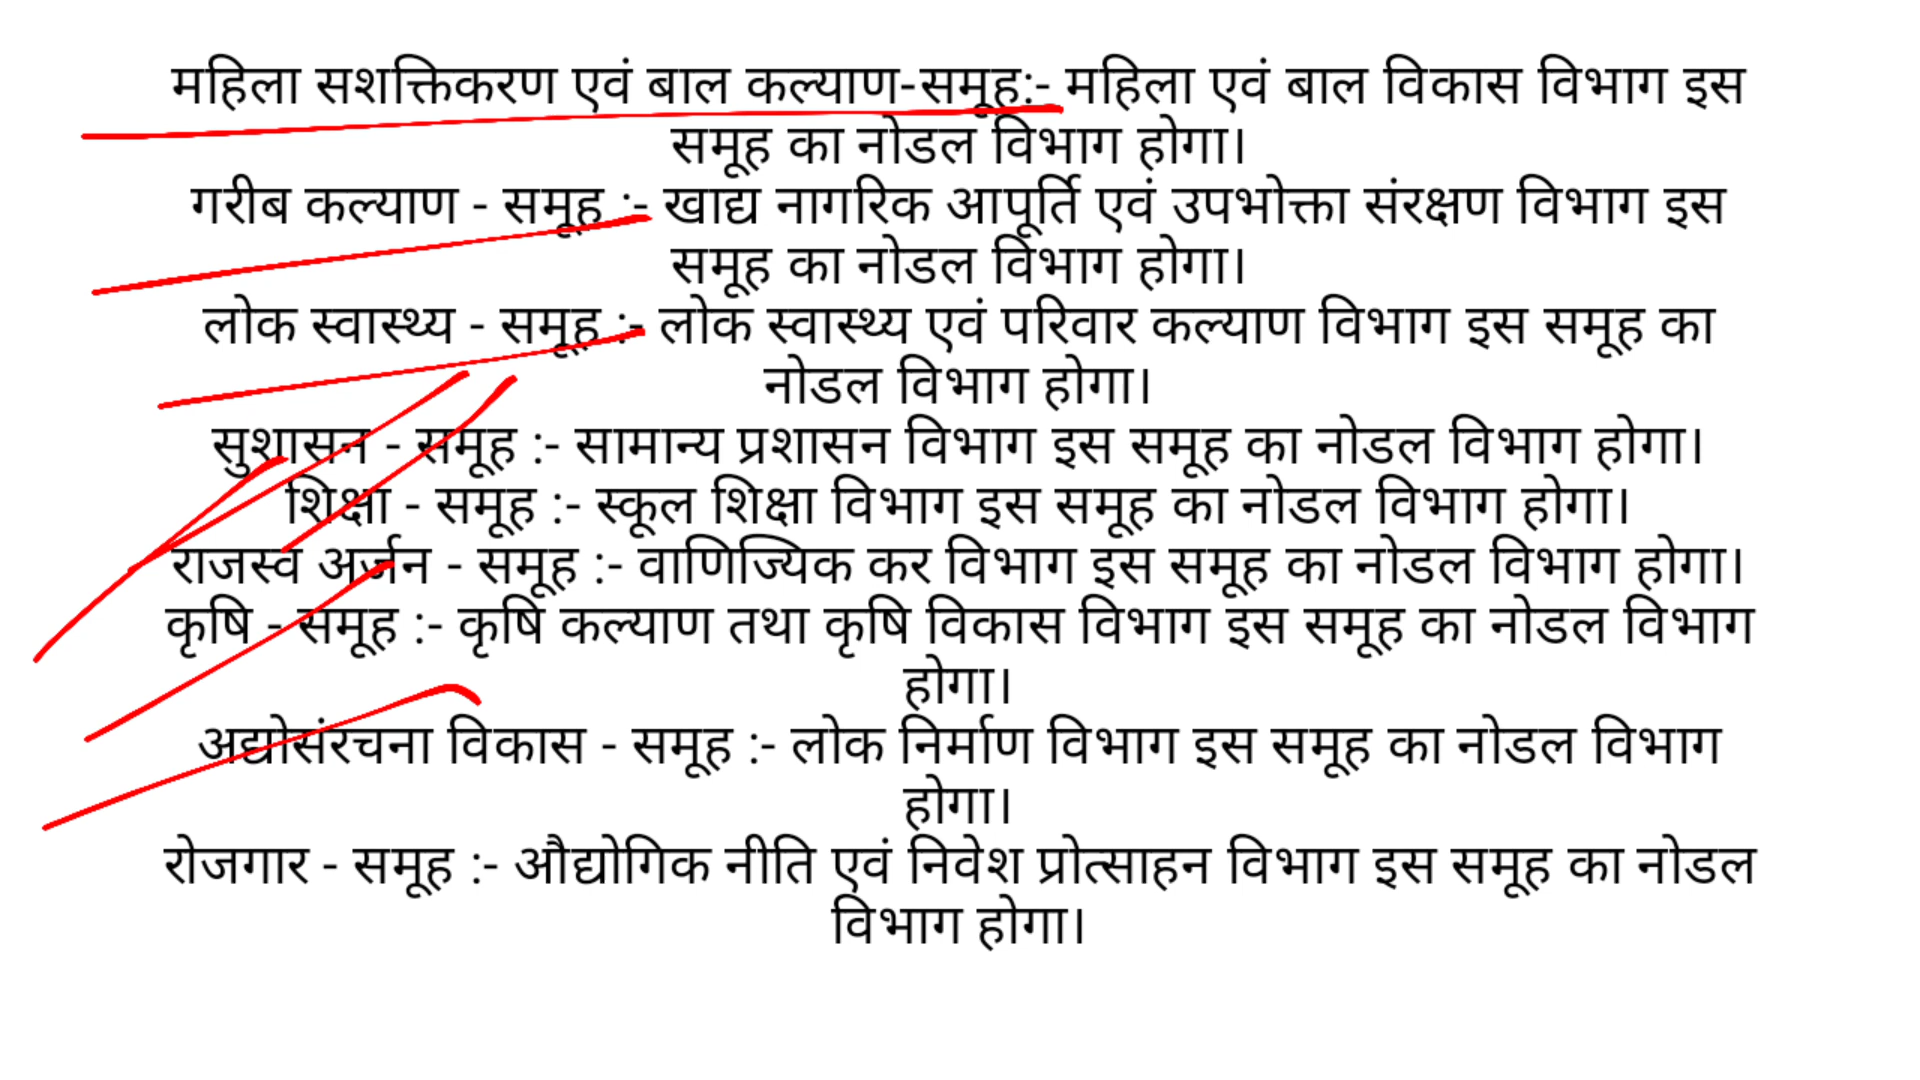 महिला सशक्तिकरण एवं बाल कल्याण-समूह:- महिला एवं बाल विकास विभाग इस
समूह का नोडल विभाग होगा।
गरीब कल्याण - समूह :- खाद्य नागरिक आपूर्ति एवं उपभोक्ता संरक्षण विभाग इस
समूह का नोडल विभाग होगा।
लोक स्वास्थ्य - समूह :- लोक स्वास्थ्य एवं परिवार कल्याण विभाग इस समूह का
नोडल विभाग होगा।
सुशासन - समूह :- सामान्य प्रशासन विभाग इस समूह का नोडल विभाग होगा।
शिक्षा - समूह :- स्कूल शिक्षा विभाग इस समूह का नोडल विभाग होगा।
राजस्व अर्जन - समूह :- वाणिज्यिक कर विभाग इस समूह का नोडल विभाग होगा।
कृषि - समूह :- कृषि कल्याण तथा कृषि विकास विभाग इस समूह का नोडल विभाग
होगा।
अद्योसंरचना विकास - समूह :- लोक निर्माण विभाग इस समूह का नोडल विभाग
होगा।
रोजगार - समूह :- औद्योगिक नीति एवं निवेश प्रोत्साहन विभाग इस समूह का नोडल
विभाग होगा।